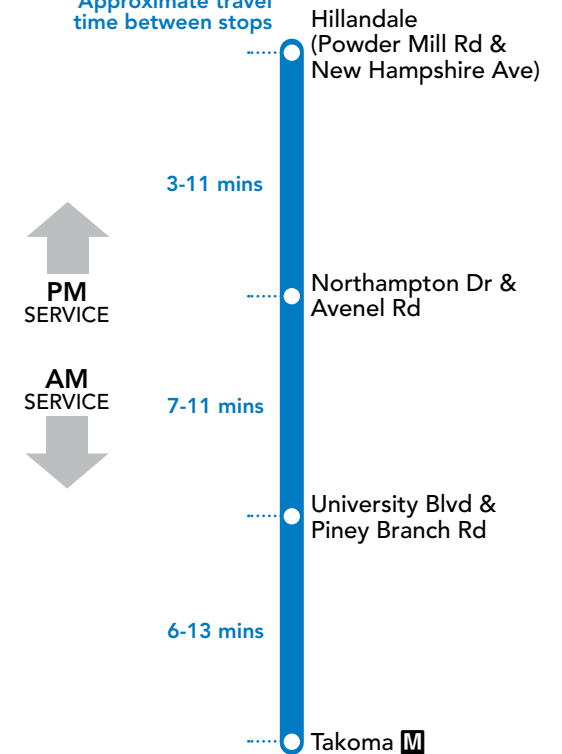 Approximate travel
time between stops
Hillandale
(Powder Mill Rd &
New Hampshire Ave)
3-11 mins
PM
SERVICE
Northampton Dr &
Avenel Rd
AM
SERVICE
7-11 mins
University Blvd &
Piney Branch Rd
6-13 mins
Takoma M